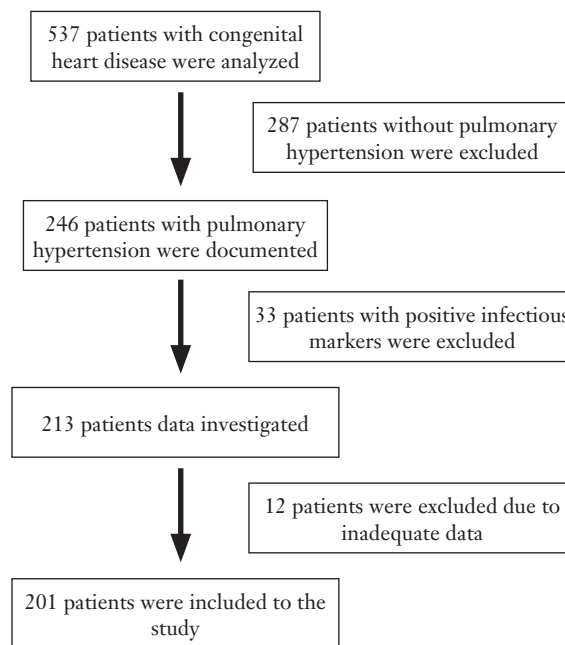 537 patients with congenital
heart disease were analyzed
287 patients without pulmonary
hypertension were excluded
246 patients with pulmonary
hypertension were documented
33 patients with positive infectious
markers were excluded
213 patients data investigated
12 patients were excluded due to
inadequate data
201 patients were included to the
study